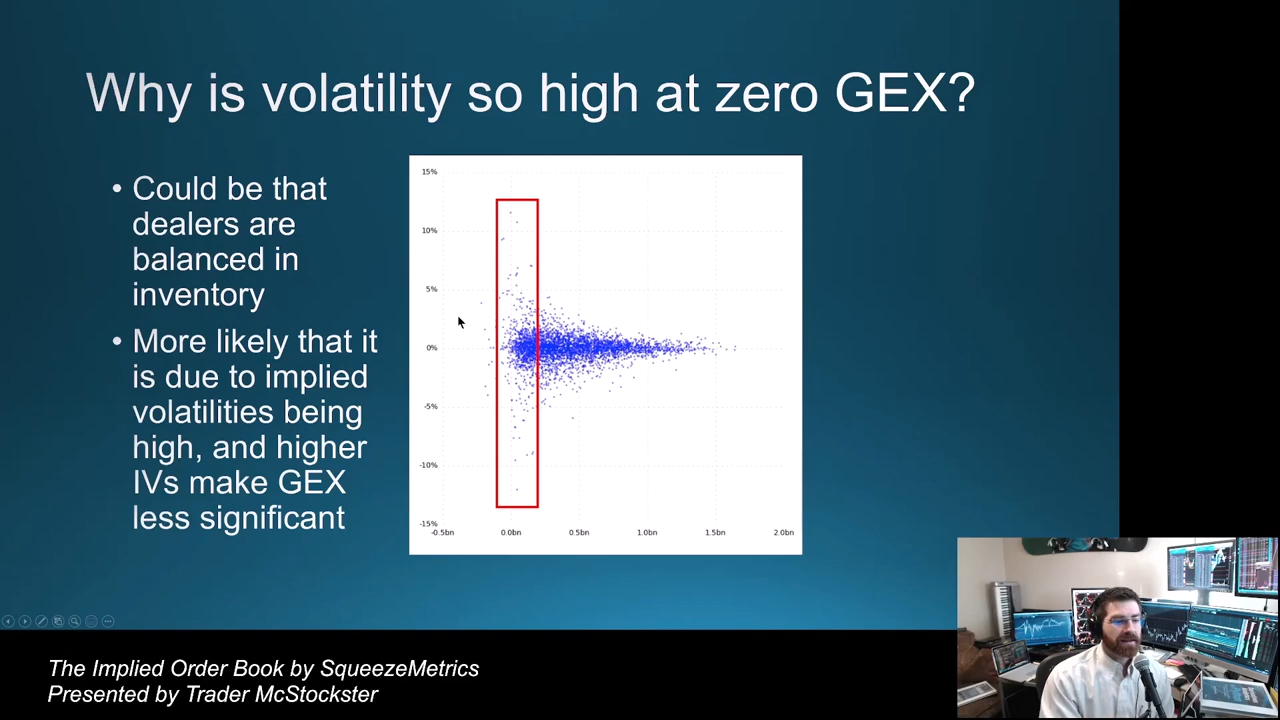 Why is volatility so high at zero GEX?
• Could be that
dealers are
balanced in
inventory
• More likely that it
is due to implied
volatilities being
high, and higher
IVs make GEX
less significant
15%
10%
5%
0%
-5%
-10%
-15%
-0.5bn 0.0bn 0.5bn 1.0bn 1.5bn 2.0bn
The Implied Order Book by SqueezeMetrics
Presented by Trader McStockster